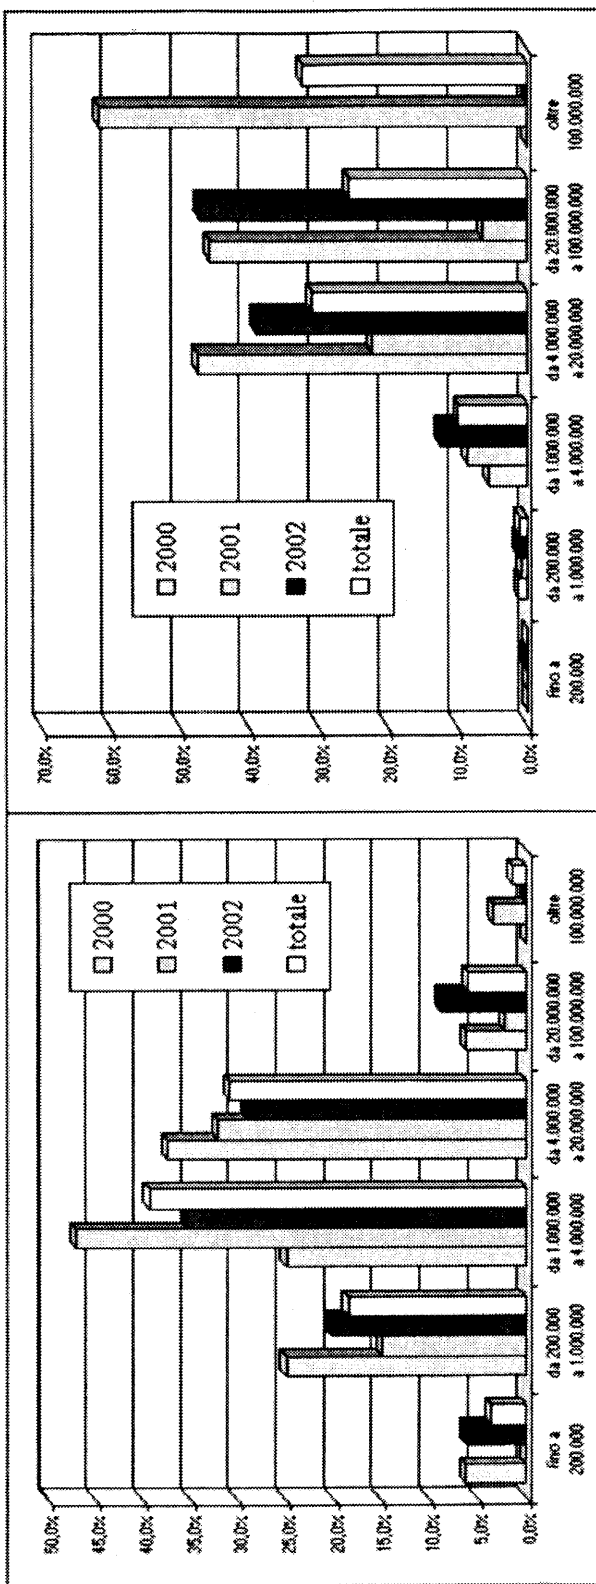 50,0%
45,0%
40,0%
35,0%
30,0%
25,0%
20,0%
15,0%
10,0%
5,0%
0,0%
2000
2001
2002
totale
fino a
200.000
da 200.000
a 1.000.000
da 1.000.000
a 4.000.000
da 4.000.000
a 20.000.000
da 20.000.000
a 100.000.000
oltre
100.000.000
70,0%
60,0%
50,0%
40,0%
30,0%
20,0%
10,0%
0,0%
2000
2001
2002
totale
fino a
200.000
da 200.000
a 1.000.000
da 1.000.000
a 4.000.000
da 4.000.000
a 20.000.000
da 20.000.000
a 100.000.000
oltre
100.000.000